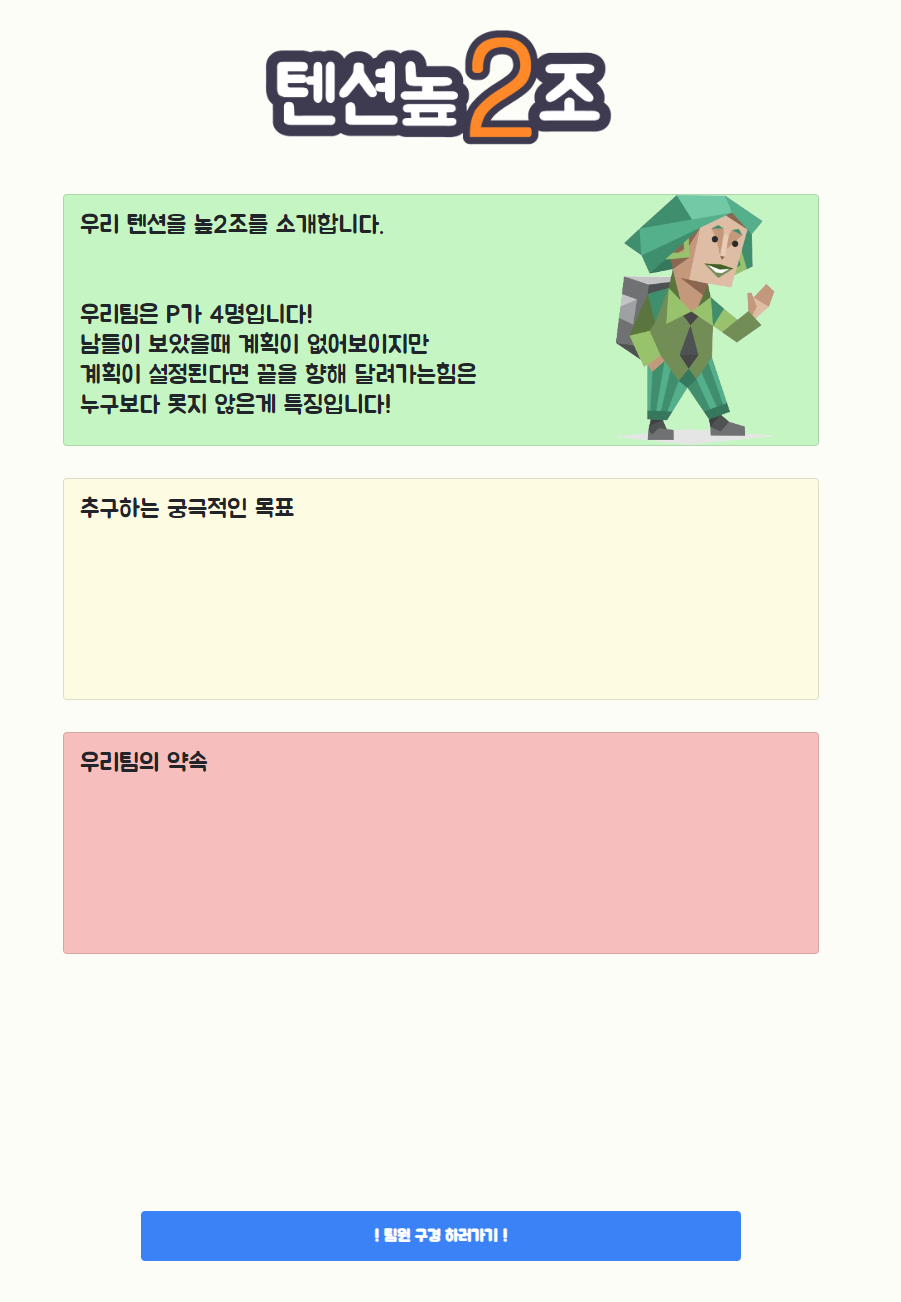 텐션높2조
우리 텐션을 높2조를 소개합니다.
우리팀은 P가 4명입니다!
남들이 보았을때 계획이 없어보이지만
계획이 설정된다면 끝을 향해 달려가는힘은
누구보다 못지 않은게 특징입니다!
추구하는 궁극적인 목표
우리팀의 약속
! 팀원 구경 하러가기 !